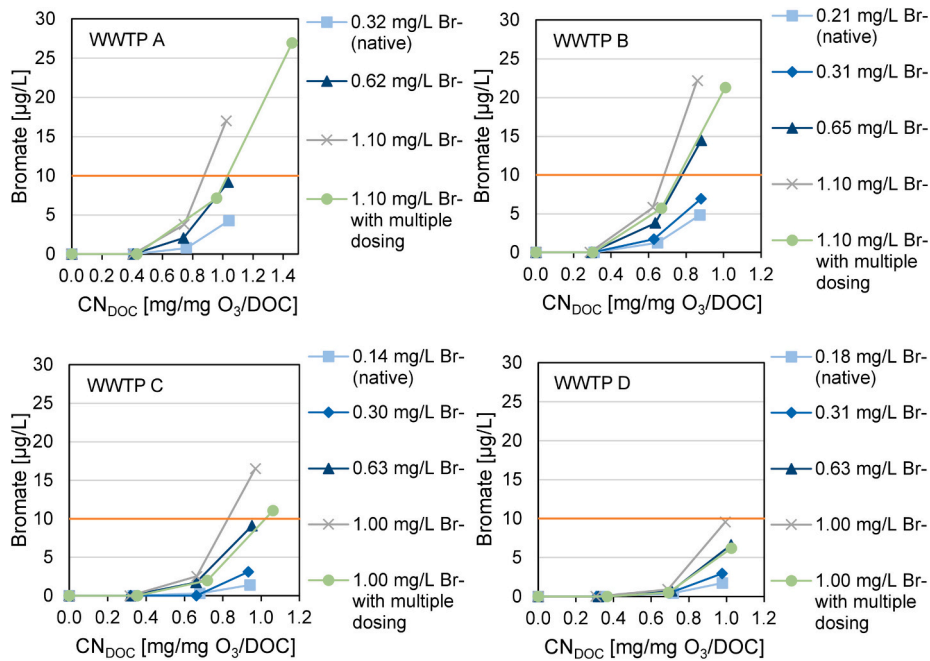 WWTP A
Bromate [µg/L]
30
25
20
15
10
5
0
0.0 0.2 0.4 0.6 0.8 1.0 1.2 1.4
CN_DOC [mg/mg O₃/DOC]
0.32 mg/L Br-
(native)
0.62 mg/L Br-
1.10 mg/L Br-
1.10 mg/L Br-
with multiple
dosing
WWTP B
Bromate [µg/L]
30
25
20
15
10
5
0
0.0 0.2 0.4 0.6 0.8 1.0 1.2
CN_DOC [mg/mg O₃/DOC]
0.21 mg/L Br-
(native)
0.31 mg/L Br-
0.65 mg/L Br-
1.10 mg/L Br-
1.10 mg/L Br-
with multiple
dosing
WWTP C
Bromate [µg/L]
30
25
20
15
10
5
0
0.0 0.2 0.4 0.6 0.8 1.0 1.2
CN_DOC [mg/mg O₃/DOC]
0.14 mg/L Br-
(native)
0.30 mg/L Br-
0.63 mg/L Br-
1.00 mg/L Br-
1.00 mg/L Br-
with multiple
dosing
WWTP D
Bromate [µg/L]
30
25
20
15
10
5
0
0.0 0.2 0.4 0.6 0.8 1.0 1.2
CN_DOC [mg/mg O₃/DOC]
0.18 mg/L Br-
(native)
0.31 mg/L Br-
0.63 mg/L Br-
1.00 mg/L Br-
1.00 mg/L Br-
with multiple
dosing